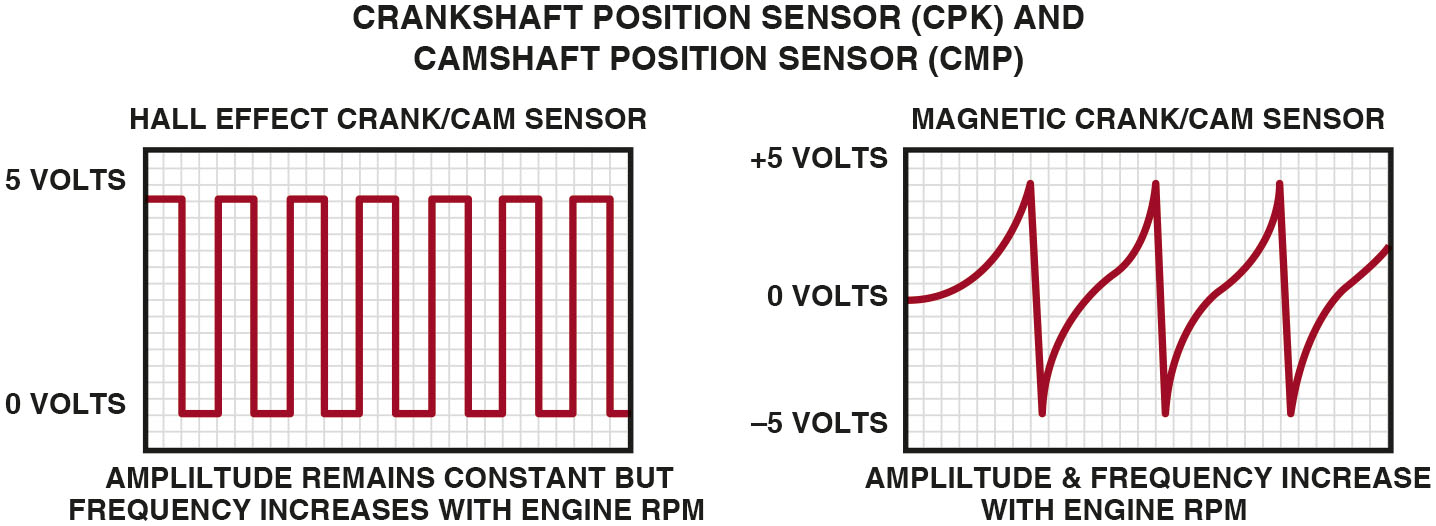 CRANKSHAFT POSITION SENSOR (CPK) AND
CAMSHAFT POSITION SENSOR (CMP)
HALL EFFECT CRANK/CAM SENSOR
5 VOLTS
0 VOLTS
AMPLILTUDE REMAINS CONSTANT BUT
FREQUENCY INCREASES WITH ENGINE RPM
MAGNETIC CRANK/CAM SENSOR
+5 VOLTS
0 VOLTS
–5 VOLTS
AMPLILTUDE & FREQUENCY INCREASE
WITH ENGINE RPM